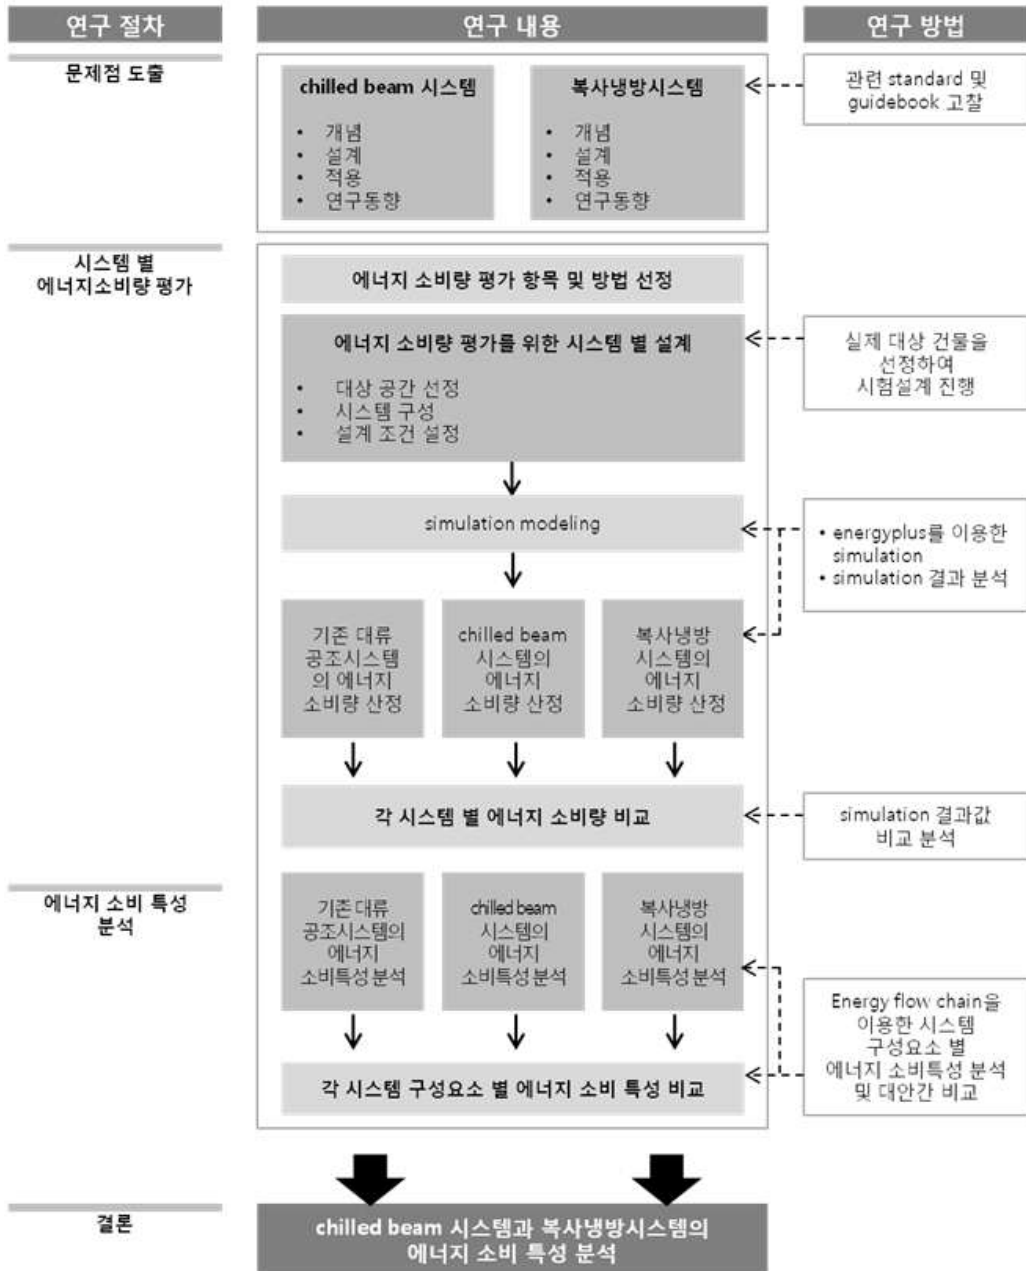 연구 절차
연구 내용
연구 방법
문제점 도출
chilled beam 시스템
• 개념
• 설계
• 적용
• 연구동향
복사냉방시스템
• 개념
• 설계
• 적용
• 연구동향
관련 standard 및
guidebook 고찰
시스템 별
에너지소비량 평가
에너지 소비량 평가 항목 및 방법 선정
에너지 소비량 평가를 위한 시스템 별 설계
• 대상 공간 선정
• 시스템 구성
• 설계 조건 설정
실제 대상 건물을
선정하여
시험설계 진행
simulation modeling
• energyplus를 이용한
simulation
• simulation 결과 분석
기존 대류
공조시스템
의 에너지
소비량 산정
chilled beam
시스템의
에너지
소비량 산정
복사냉방
시스템의
에너지
소비량 산정
각 시스템 별 에너지 소비량 비교
simulation 결과값
비교 분석
에너지 소비 특성
분석
기존 대류
공조시스템의
에너지
소비특성 분석
chilled beam
시스템의
에너지
소비특성 분석
복사냉방
시스템의
에너지
소비특성 분석
Energy flow chain을
이용한 시스템
구성요소 별
에너지 소비특성 분석
및 대안간 비교
각 시스템 구성요소 별 에너지 소비 특성 비교
결론
chilled beam 시스템과 복사냉방시스템의
에너지 소비 특성 분석